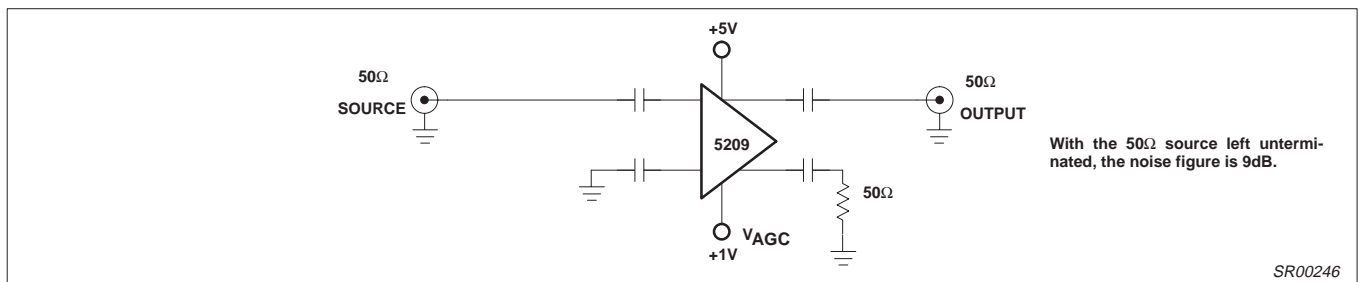 +5V
50Ω
SOURCE
50Ω
OUTPUT
5209
With the 50Ω source left untermi-
nated, the noise figure is 9dB.
50Ω
VAGC
+1V
SR00246